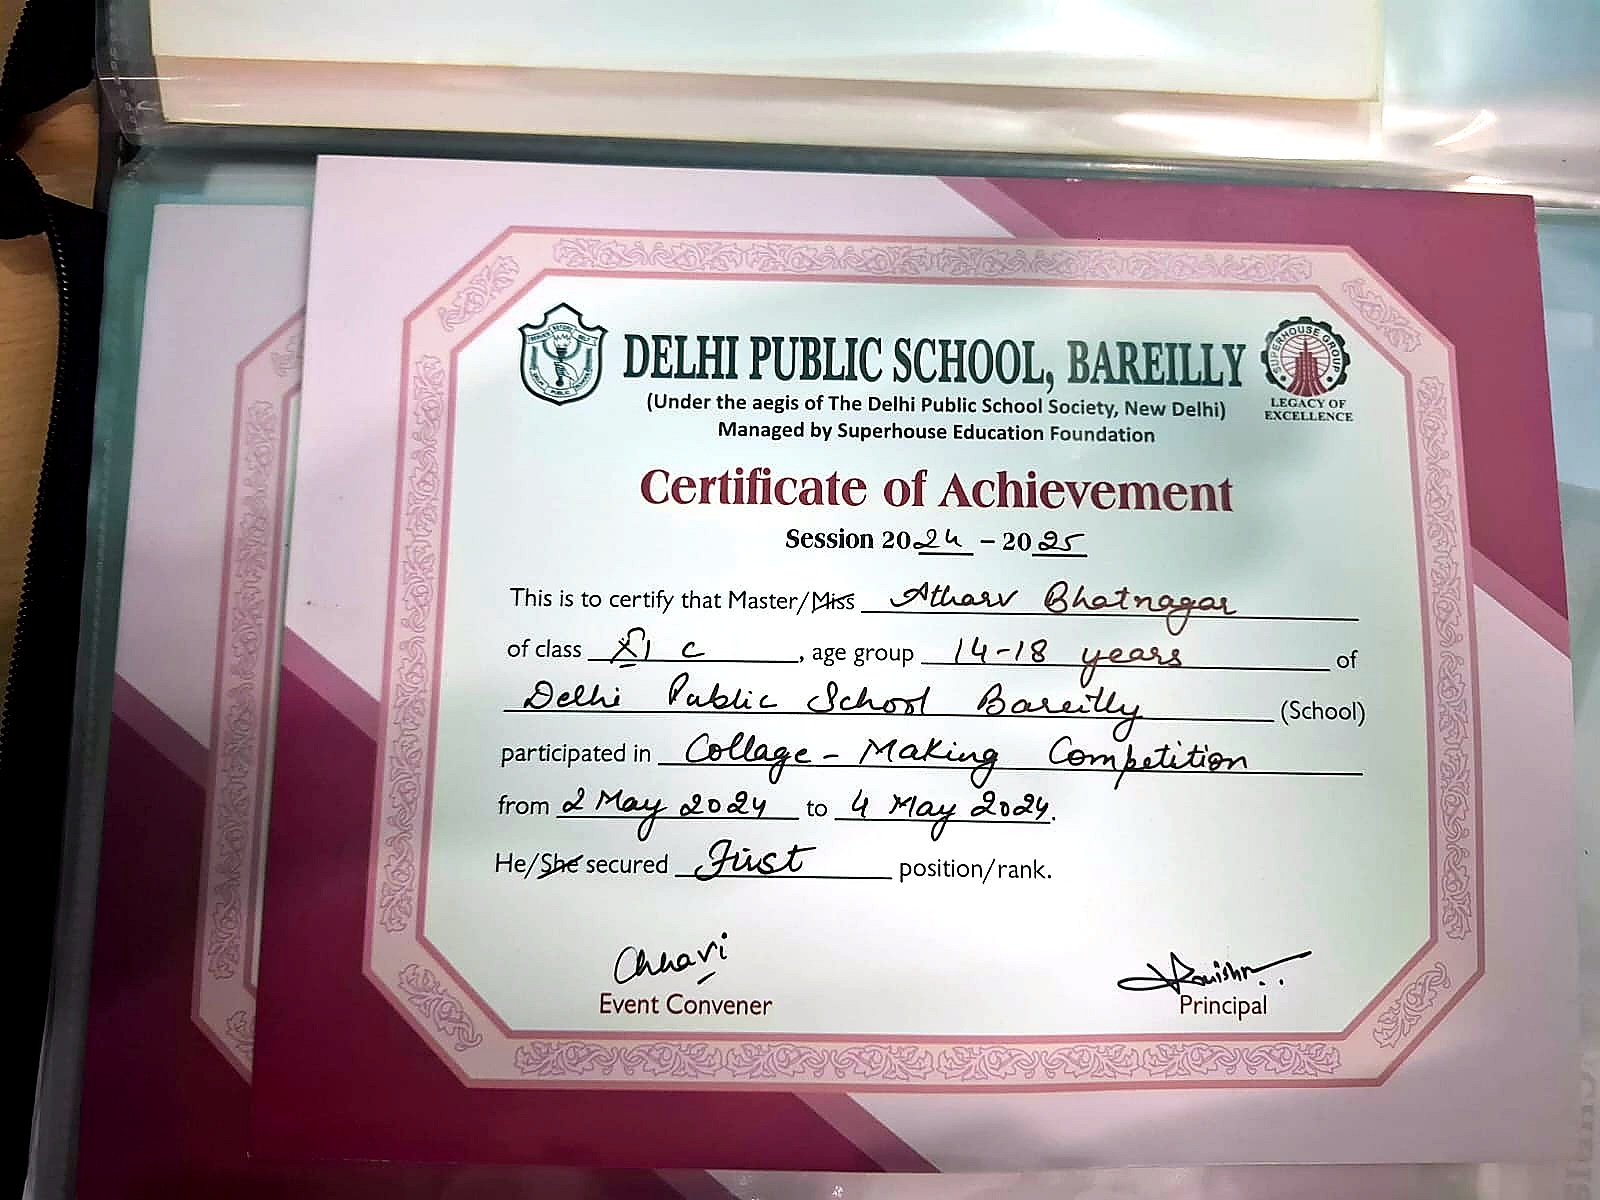 DELHI PUBLIC SCHOOL, BAREILLY
(Under the aegis of The Delhi Public School Society, New Delhi)
Managed by Superhouse Education Foundation
SUPERHOUSE GROUP
LEGACY OF
EXCELLENCE
Certificate of Achievement
Session 2024 – 2025
This is to certify that Master/Miss Atharv Bhatnagar
of class XI C, age group 14-18 years of
Delhi Public School Bareilly (School)
participated in Collage - Making Competition
from 2 May 2024 to 4 May 2024.
He/She secured First position/rank.
Chhavi
Event Convener
Principal